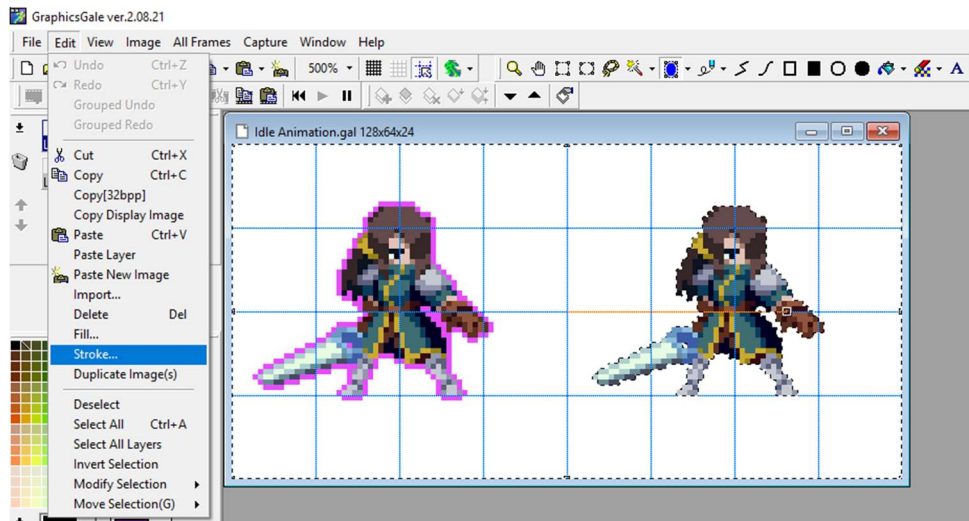 GraphicsGale ver.2.08.21
File Edit View Image All Frames Capture Window Help
Undo Ctrl+Z
500%
A
Redo Ctrl+Y
Grouped Undo
Grouped Redo
Cut Ctrl+X
Copy Ctrl+C
Copy[32bpp]
Copy Display Image
Paste Ctrl+V
Paste Layer
Paste New Image
Import...
Delete Del
Fill...
Stroke...
Duplicate Image(s)
Deselect
Select All Ctrl+A
Select All Layers
Invert Selection
Modify Selection
Move Selection(G)
Idle Animation.gal 128x64x24